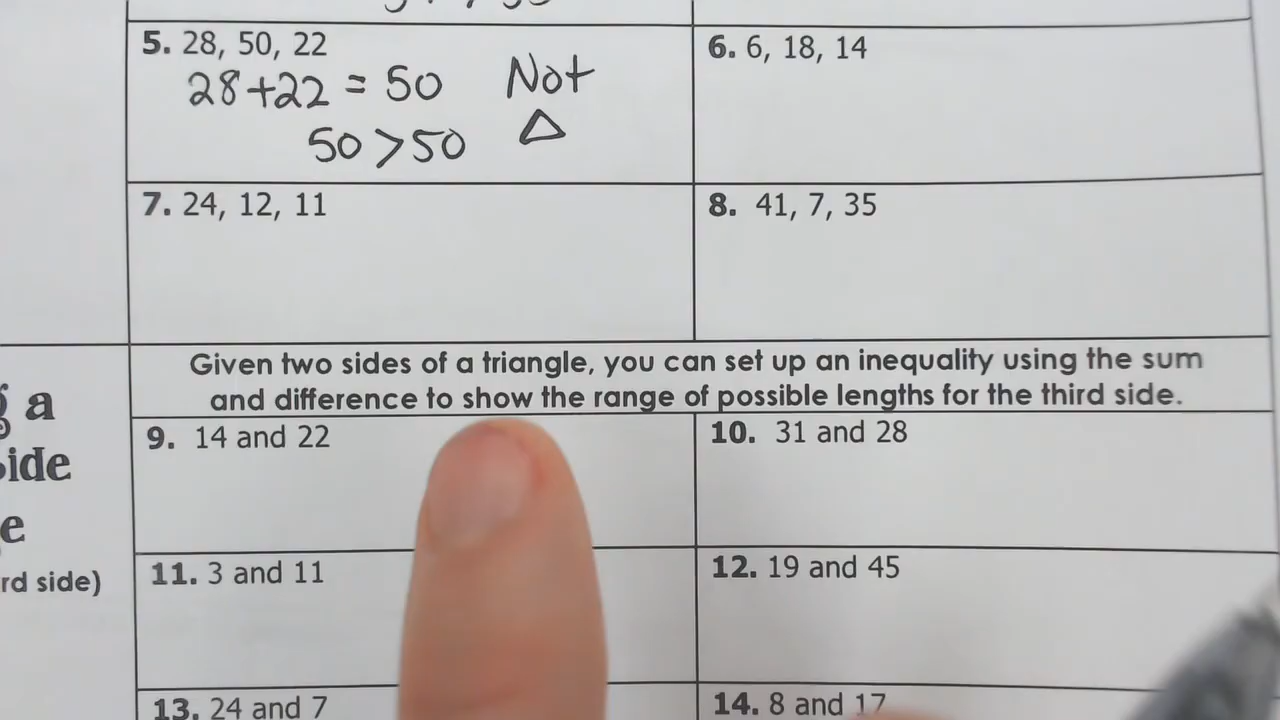 5. 28, 50, 22
28+22 = 50 Not
50 > 50 △
6. 6, 18, 14
7. 24, 12, 11
8. 41, 7, 35
Given two sides of a triangle, you can set up an inequality using the sum
and difference to show the range of possible lengths for the third side.
a
ide
e
rd side)
9. 14 and 22
10. 31 and 28
11. 3 and 11
12. 19 and 45
13. 24 and 7
14. 8 and 17